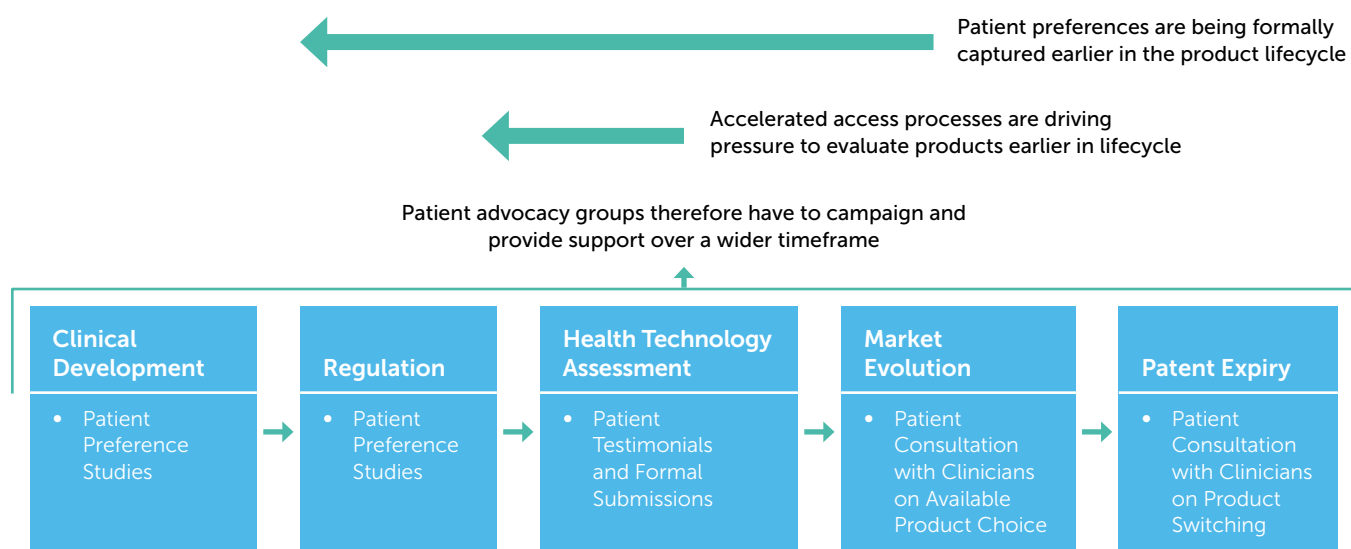 Patient preferences are being formally
captured earlier in the product lifecycle
Accelerated access processes are driving
pressure to evaluate products earlier in lifecycle
Patient advocacy groups therefore have to campaign and
provide support over a wider timeframe
Clinical
Development
• Patient
Preference
Studies
Regulation
• Patient
Preference
Studies
Health Technology
Assessment
• Patient
Testimonials
and Formal
Submissions
Market
Evolution
• Patient
Consultation
with Clinicians
on Available
Product Choice
Patent Expiry
• Patient
Consultation
with Clinicians
on Product
Switching